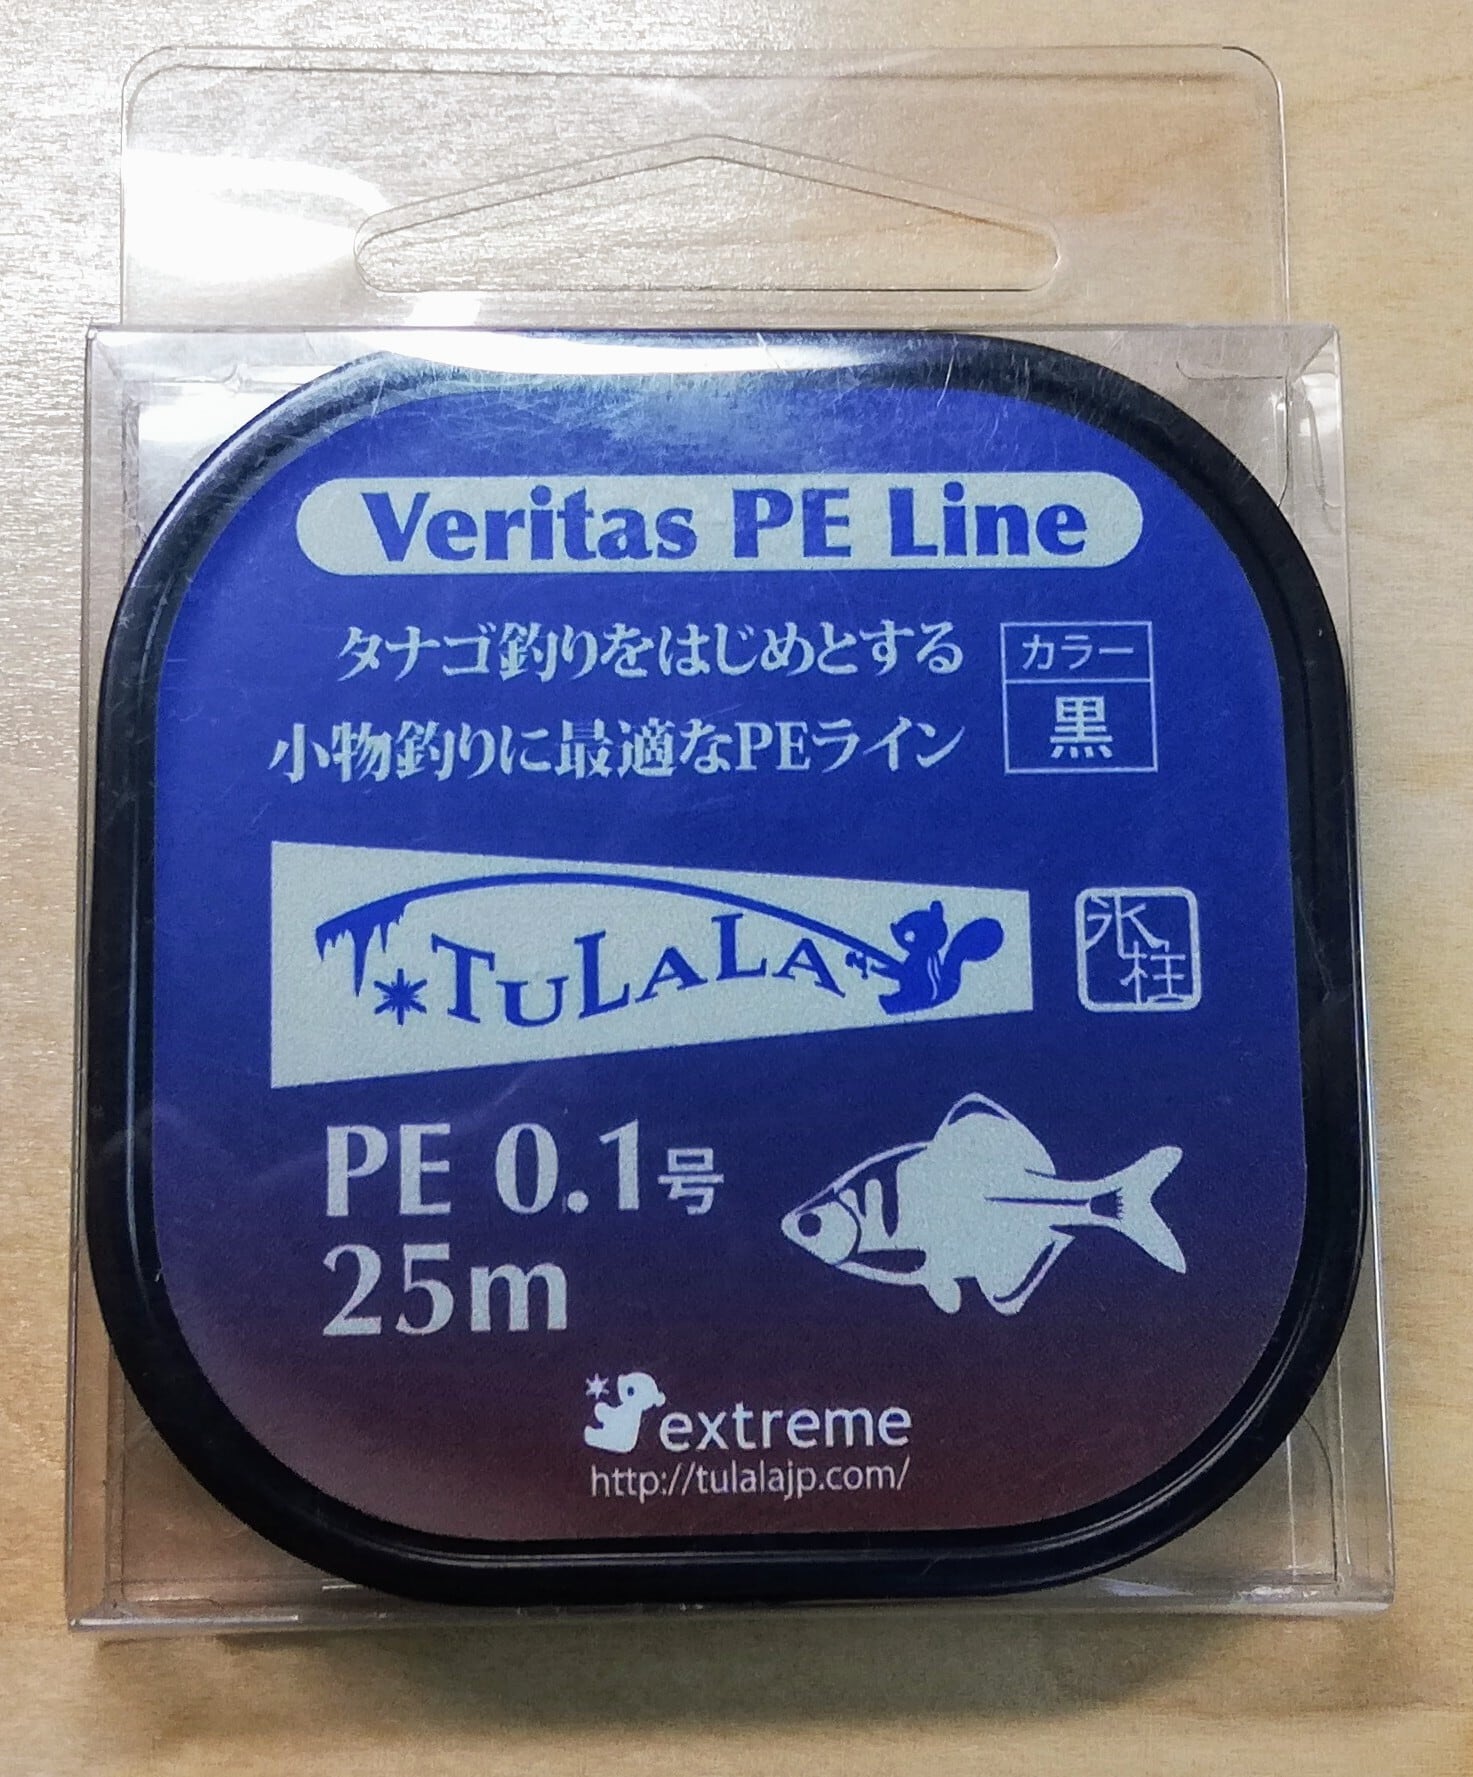 Veritas PE Line
タナゴ釣りをはじめとする
小物釣りに最適なPEライン
カラー
黒
TULALA
氷柱
PE 0.1号
25m
extreme
http://tulalajp.com/